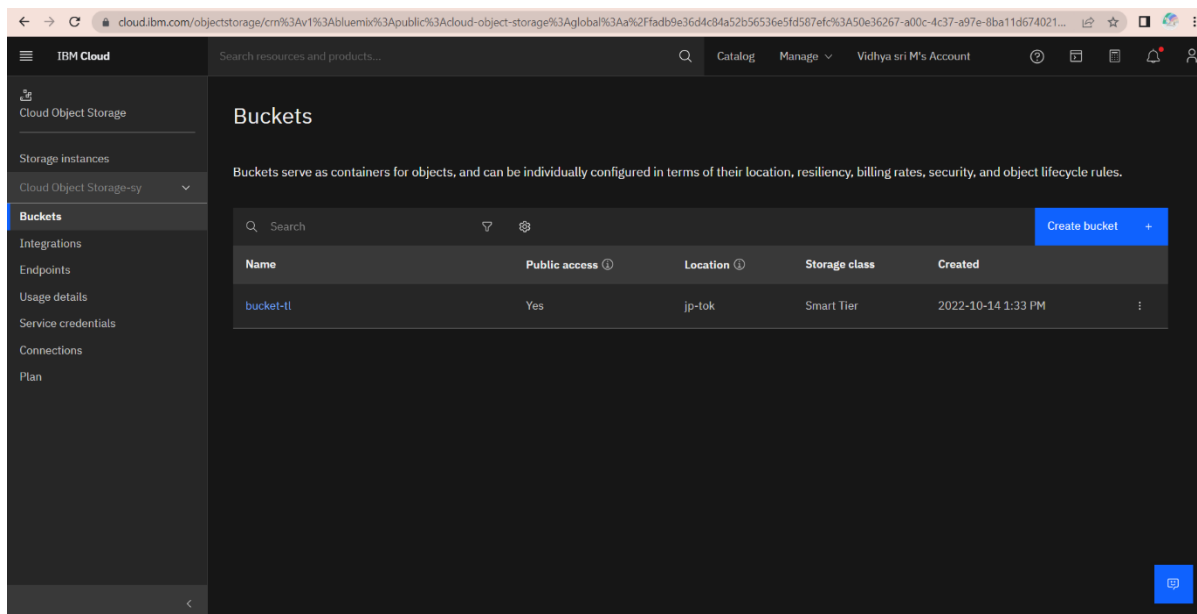 cloud.ibm.com/objectstorage/crn%3Av1%3Abluemix%3Apublic%3Acloud-object-storage%3Aglobal%3Aa%2Ffadb9e36d4c84a52b56536e5fd587efc%3A50e36267-a00c-4c37-a97e-8ba11d674021...
IBM Cloud
Search resources and products...
Catalog
Manage
Vidhya sri M's Account
Cloud Object Storage
Storage instances
Cloud Object Storage-sy
Buckets
Integrations
Endpoints
Usage details
Service credentials
Connections
Plan
Buckets
Buckets serve as containers for objects, and can be individually configured in terms of their location, resiliency, billing rates, security, and object lifecycle rules.
Search
Create bucket +
Name Public access Location Storage class Created
bucket-tl Yes jp-tok Smart Tier 2022-10-14 1:33 PM